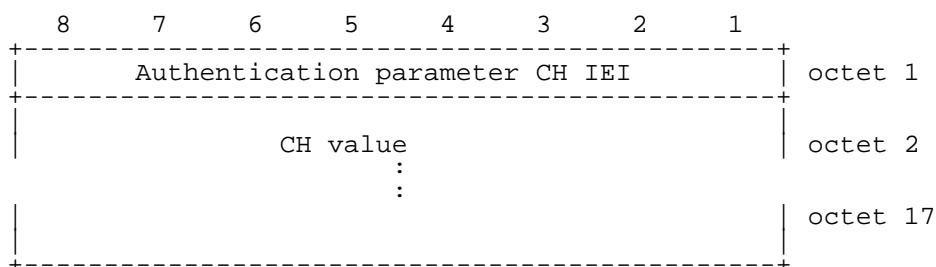 8 7 6 5 4 3 2 1
Authentication parameter CH IEI octet 1
CH value octet 2
:
:
octet 17